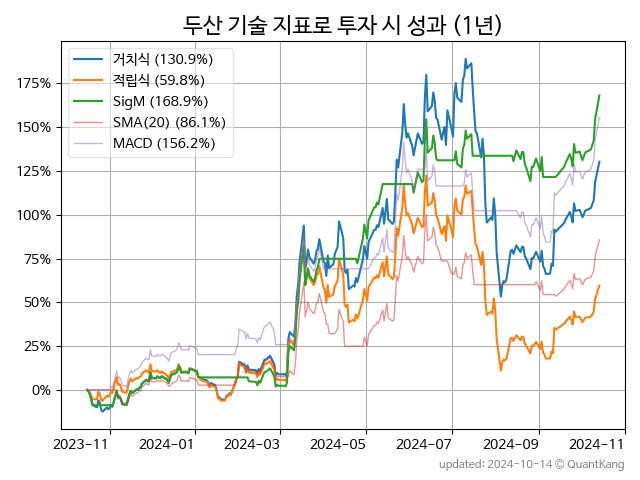 두산 기술 지표로 투자 시 성과 (1년)
거치식 (130.9%)
적립식 (59.8%)
SigM (168.9%)
SMA(20) (86.1%)
MACD (156.2%)
175%
150%
125%
100%
75%
50%
25%
0%
2023-11 2024-01 2024-03 2024-05 2024-07 2024-09 2024-11
updated: 2024-10-14 © QuantKang